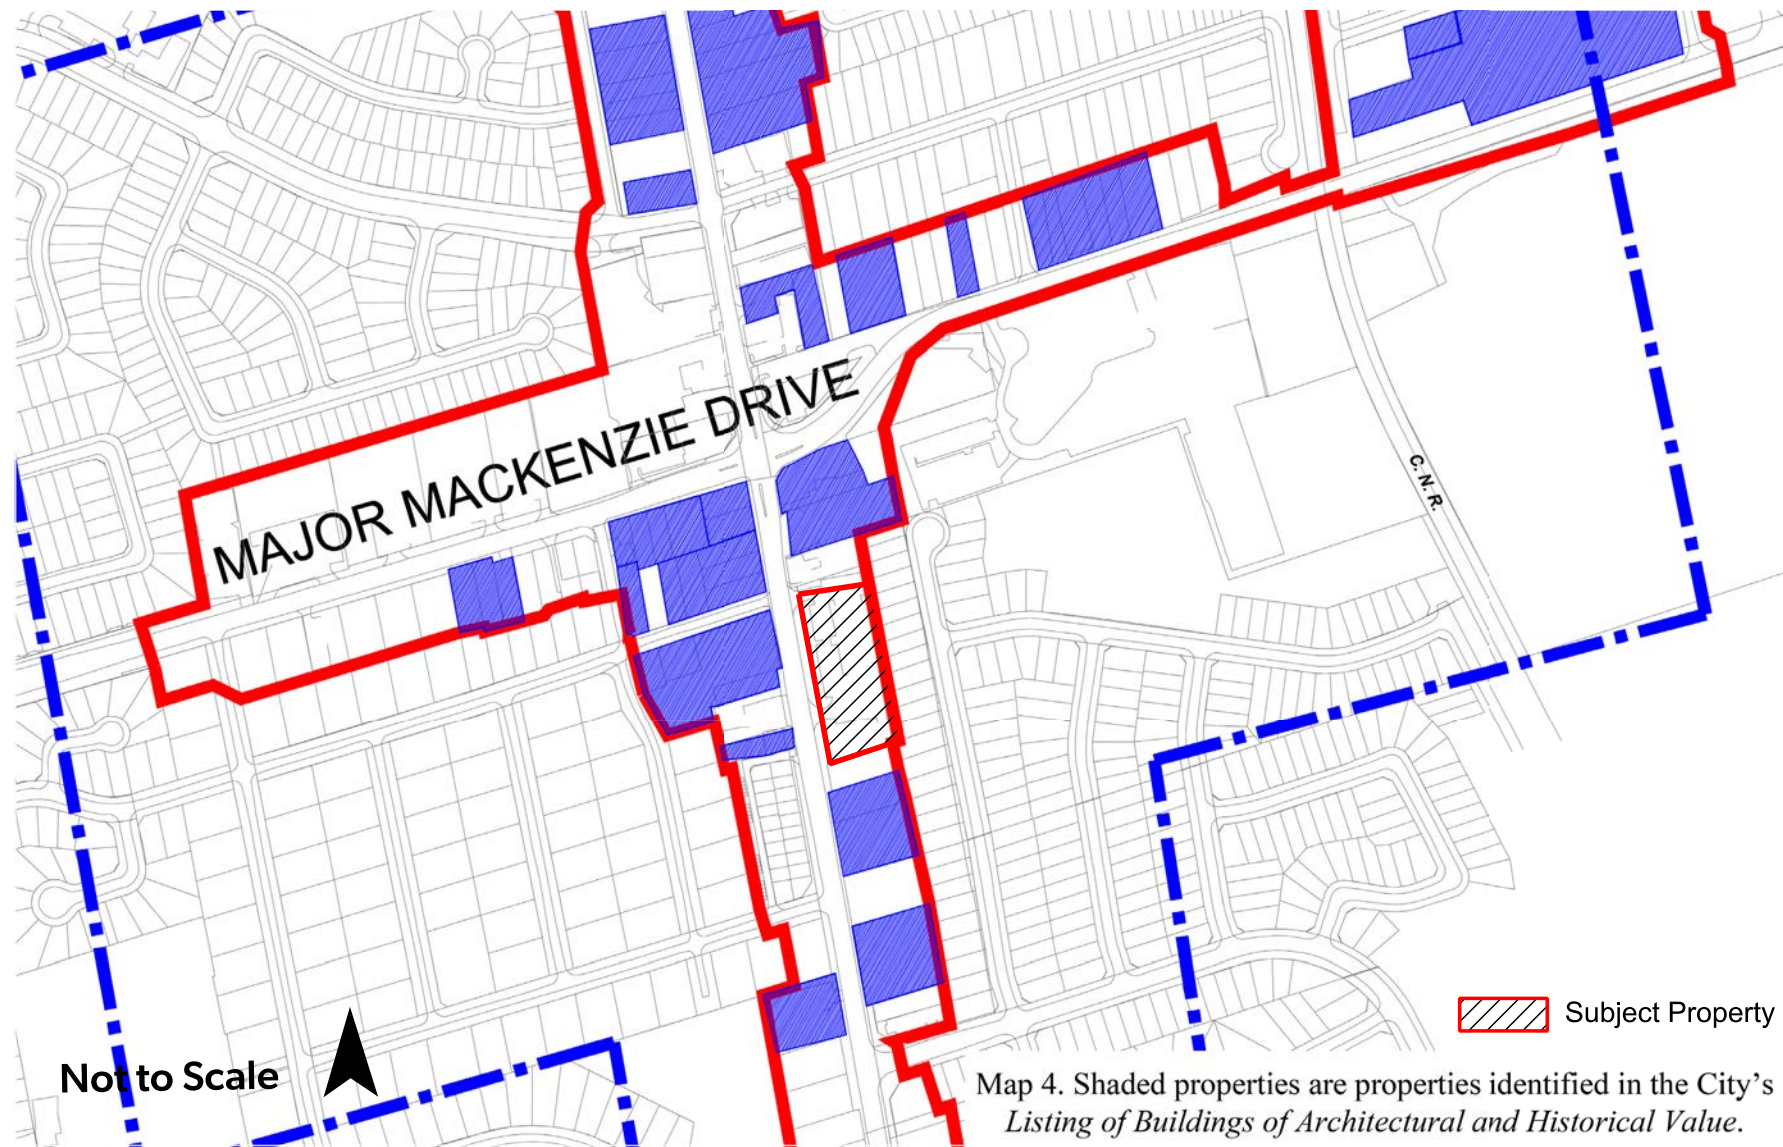 MAJOR MACKENZIE DRIVE
C. N. R.
Subject Property
Not to Scale
Map 4. Shaded properties are properties identified in the City’s
Listing of Buildings of Architectural and Historical Value.